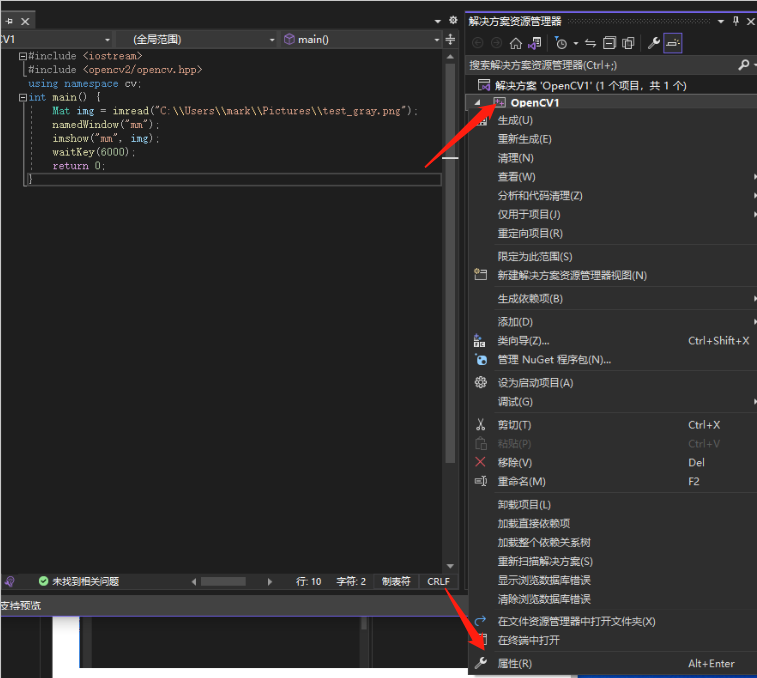 CV1 (全局范围) main()
#include <iostream>
#include <opencv2/opencv.hpp>
using namespace cv;
int main() {
Mat img = imread("C:\\Users\\mark\\Pictures\\test_gray.png");
namedWindow("mm");
imshow("mm", img);
waitKey(6000);
return 0;
}
未找到相关问题 行: 10 字符: 2 制表符 CRLF
支持预览
解决方案资源管理器
搜索解决方案资源管理器(Ctrl+;)
解决方案 'OpenCV1' (1 个项目, 共 1 个)
OpenCV1
生成(U)
重新生成(E)
清理(N)
查看(W)
分析和代码清理(Z)
仅用于项目(J)
重定向项目(R)
限定为此范围(S)
新建解决方案资源管理器视图(N)
生成依赖项(B)
添加(D)
类向导(Z)... Ctrl+Shift+X
管理 NuGet 程序包(N)...
设为启动项目(A)
调试(G)
剪切(T) Ctrl+X
粘贴(P) Ctrl+V
移除(V) Del
重命名(M) F2
卸载项目(L)
加载直接依赖项
加载整个依赖关系树
重新扫描解决方案(S)
显示浏览数据库错误
清除浏览数据库错误
在文件资源管理器中打开文件夹(X)
在终端中打开
属性(R) Alt+Enter